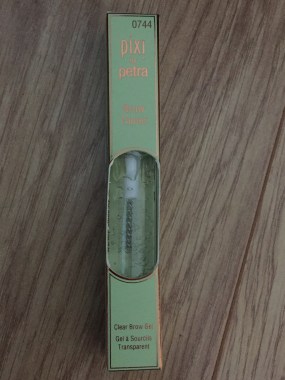 0744
pixi
petra
Clear Brow Gel
Gel à Sourcils
Transparent